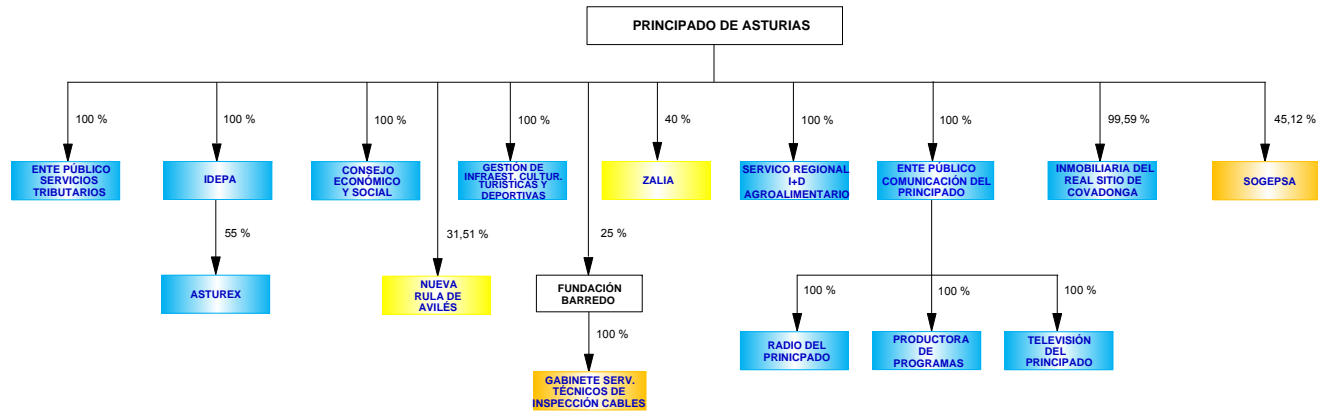 PRINCIPADO DE ASTURIAS
100 %
100 %
100 %
100 %
40 %
100 %
100 %
99,59 %
45,12 %
ENTE PÚBLICO
SERVICIOS
TRIBUTARIOS
IDEPA
CONSEJO
ECONÓMICO
Y SOCIAL
GESTIÓN DE
INFRAEST. CULTUR.
TURISTICAS Y
DEPORTIVAS
ZALIA
SERVICO REGIONAL
I+D
AGROALIMENTARIO
ENTE PÚBLICO
COMUNICACIÓN DEL
PRINCIPADO
INMOBILIARIA DEL
REAL SITIO DE
COVADONGA
SOGEPSA
55 %
31,51 %
25 %
ASTUREX
NUEVA
RULA DE
AVILÉS
FUNDACIÓN
BARREDO
100 %
100 %
100 %
100 %
RADIO DEL
PRINICPADO
PRODUCTORA
DE
PROGRAMAS
TELEVISIÓN
DEL
PRINCIPADO
GABINETE SERV.
TÉCNICOS DE
INSPECCIÓN CABLES